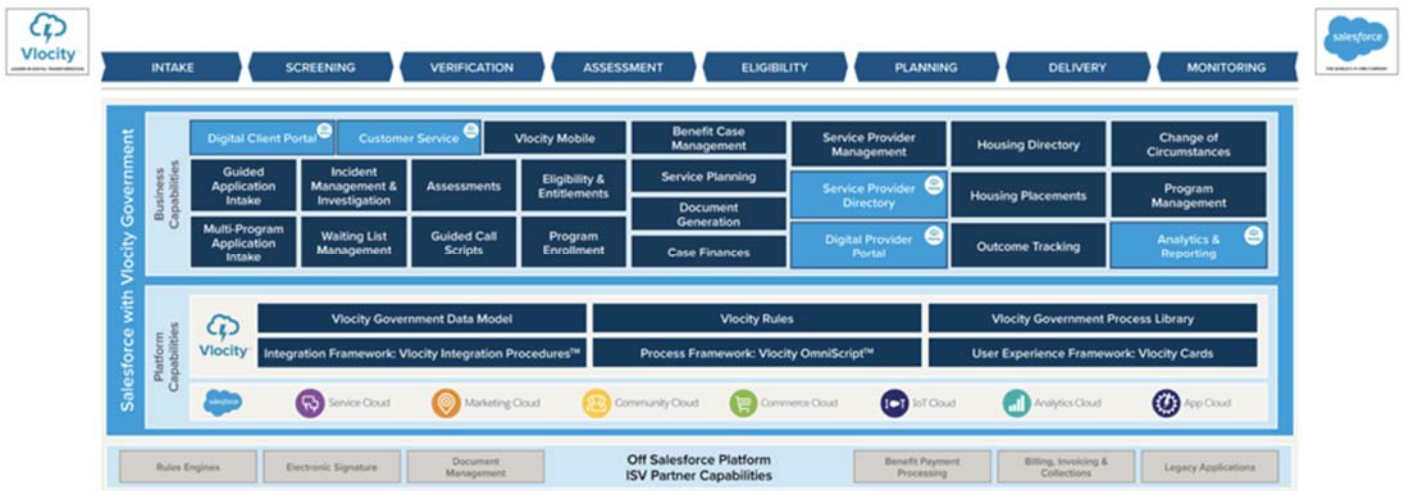 Vlocity
salesforce
INTAKE
SCREENING
VERIFICATION
ASSESSMENT
ELIGIBILITY
PLANNING
DELIVERY
MONITORING
Salesforce with Vlocity Government
Business
Capabilities
Digital Client Portal
Customer Service
Vlocity Mobile
Benefit Case
Management
Service Provider
Management
Housing Directory
Change of
Circumstances
Guided
Application
Intake
Incident
Management &
Investigation
Assessments
Eligibility &
Entitlements
Service Planning
Service Provider
Directory
Housing Placements
Program
Management
Multi-Program
Application
Intake
Waiting List
Management
Guided Call
Scripts
Program
Enrollment
Document
Generation
Case Finances
Digital Provider
Portal
Outcome Tracking
Analytics &
Reporting
Platform
Capabilities
Vlocity
Vlocity Government Data Model
Vlocity Rules
Vlocity Government Process Library
Integration Framework: Vlocity Integration Procedures™
Process Framework: Vlocity OmniScript™
User Experience Framework: Vlocity Cards
salesforce
Service Cloud
Marketing Cloud
Community Cloud
Commerce Cloud
IoT Cloud
Analytics Cloud
App Cloud
Rules Engines
Electronic Signature
Document
Management
Off Salesforce Platform
ISV Partner Capabilities
Benefit Payment
Processing
Billing, Invoicing &
Collections
Legacy Applications